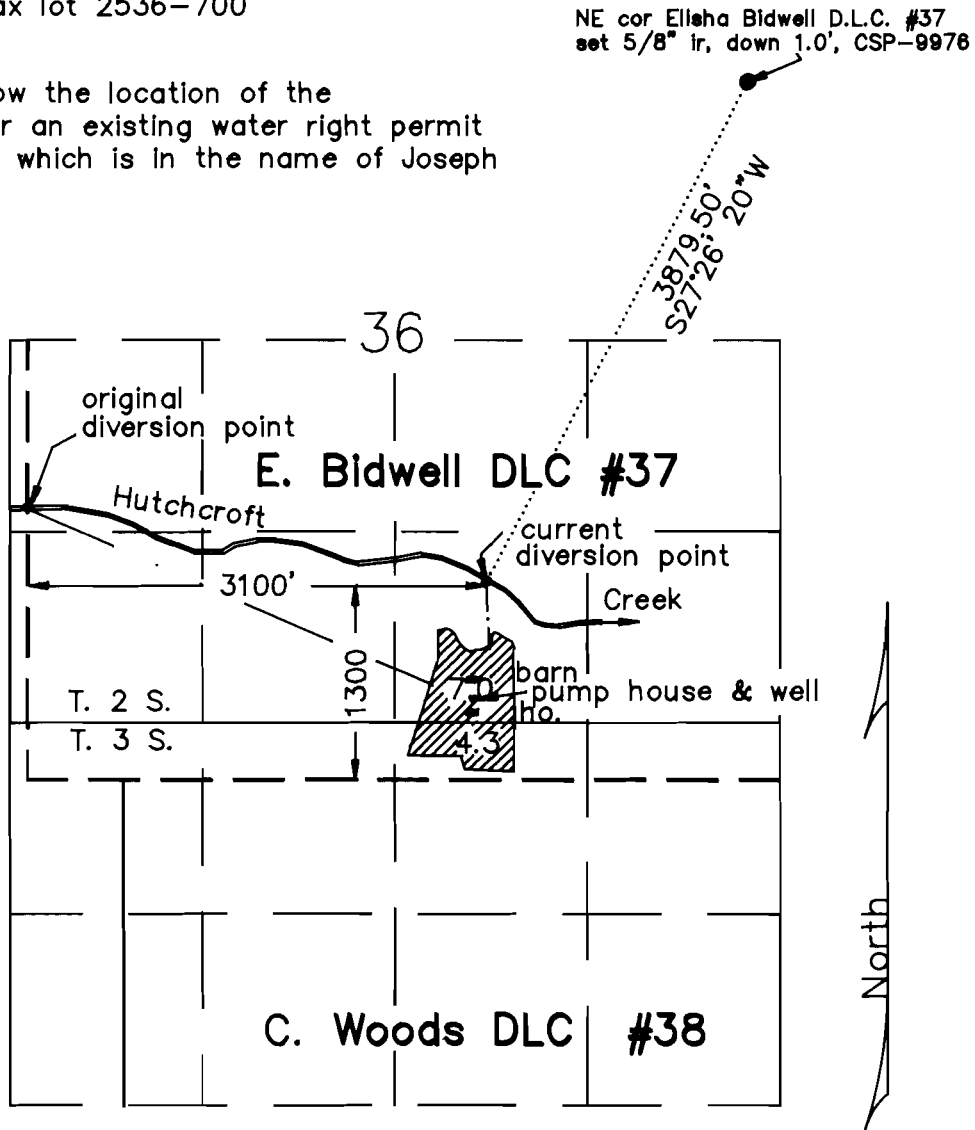 ax lot 2536-700
NE cor Elisha Bidwell D.L.C. #37
set 5/8" ir, down 1.0', CSP-9976
ow the location of the
r an existing water right permit
which is in the name of Joseph
3879.50'
S27°26' 20"W
36
original
diversion point
E. Bidwell DLC #37
Hutchcroft
current
diversion point
3100'
Creek
1300
barn
pump house & well
ho.
T. 2 S.
T. 3 S.
4.3
North
C. Woods DLC #38